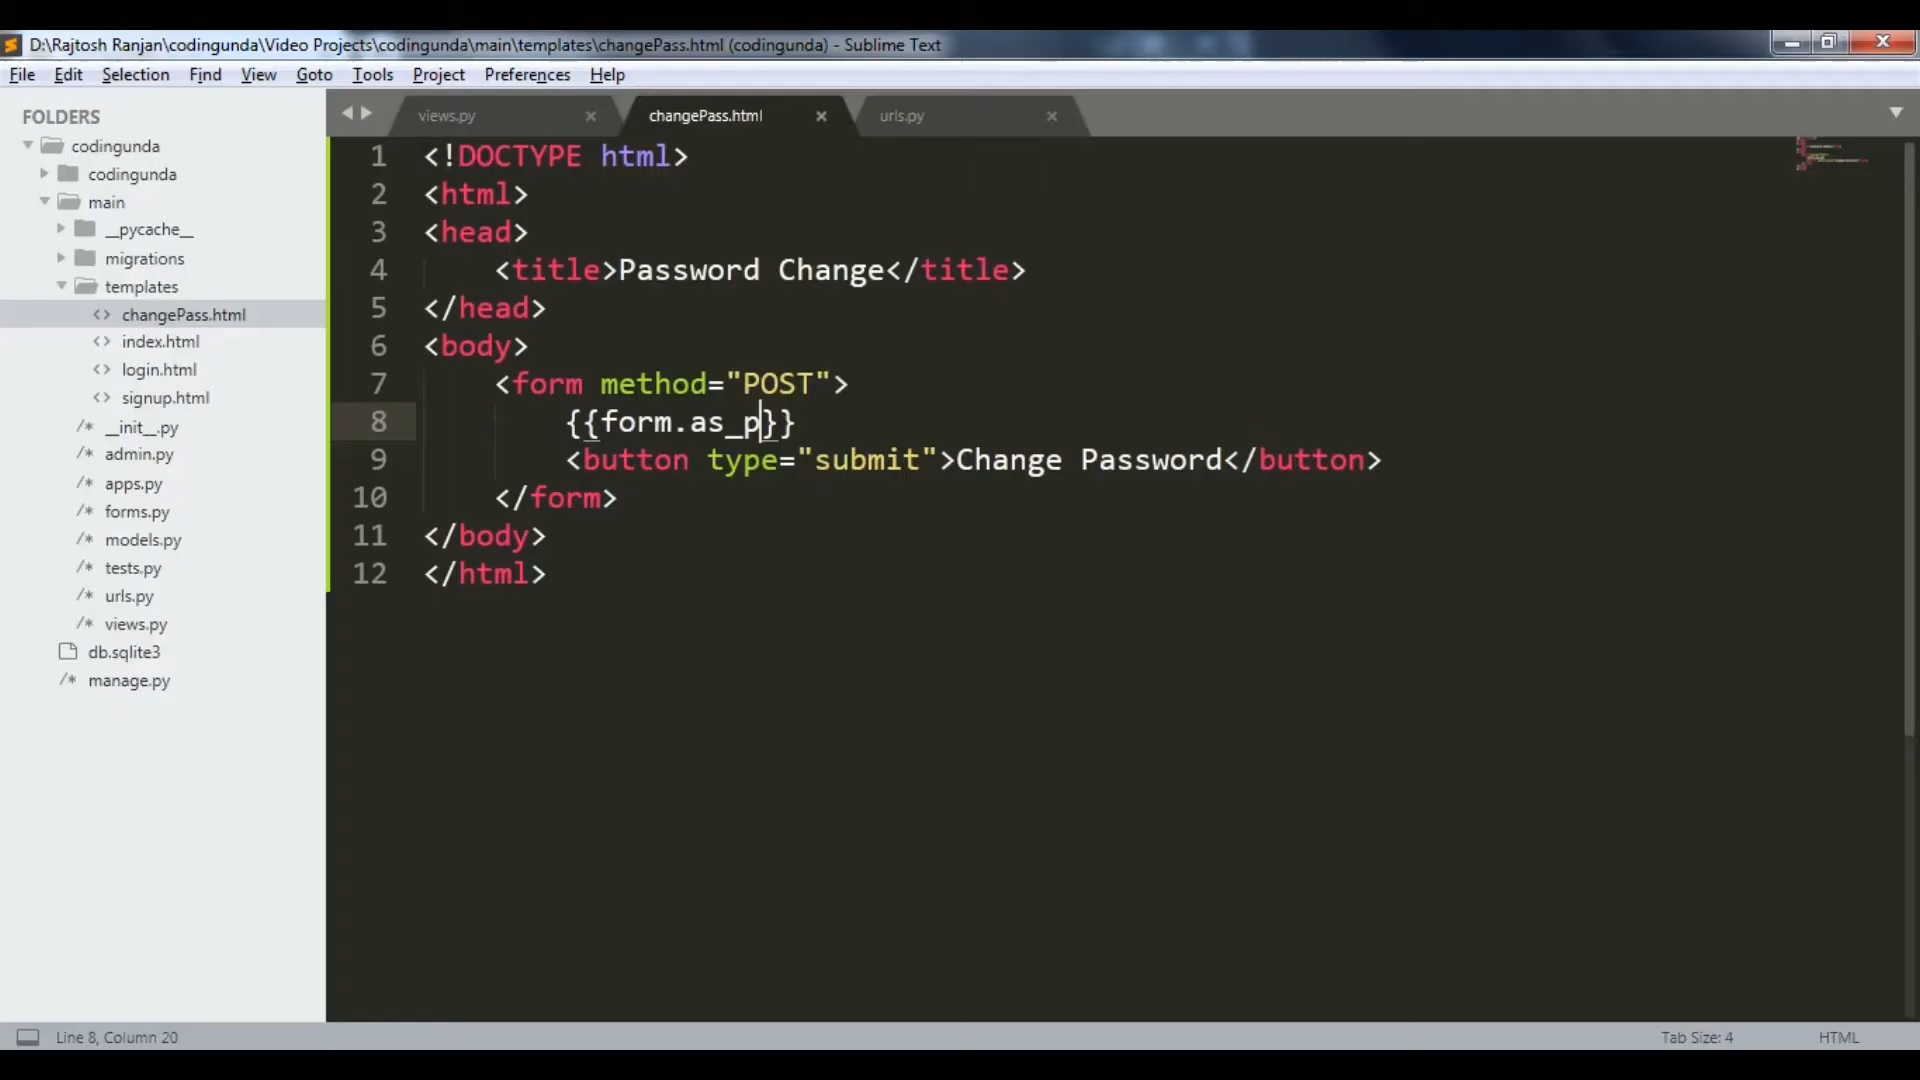 D:\Rajtosh Ranjan\codingunda\Video Projects\codingunda\main\templates\changePass.html (codingunda) - Sublime Text
File Edit Selection Find View Goto Tools Project Preferences Help
FOLDERS
codingunda
codingunda
main
__pycache__
migrations
templates
<> changePass.html
<> index.html
<> login.html
<> signup.html
/* __init__.py
/* admin.py
/* apps.py
/* forms.py
/* models.py
/* tests.py
/* urls.py
/* views.py
db.sqlite3
/* manage.py
views.py × changePass.html × urls.py ×
1 <!DOCTYPE html>
2 <html>
3 <head>
4 <title>Password Change</title>
5 </head>
6 <body>
7 <form method="POST">
8 {{form.as_p}}
9 <button type="submit">Change Password</button>
10 </form>
11 </body>
12 </html>
Line 8, Column 20
Tab Size: 4
HTML